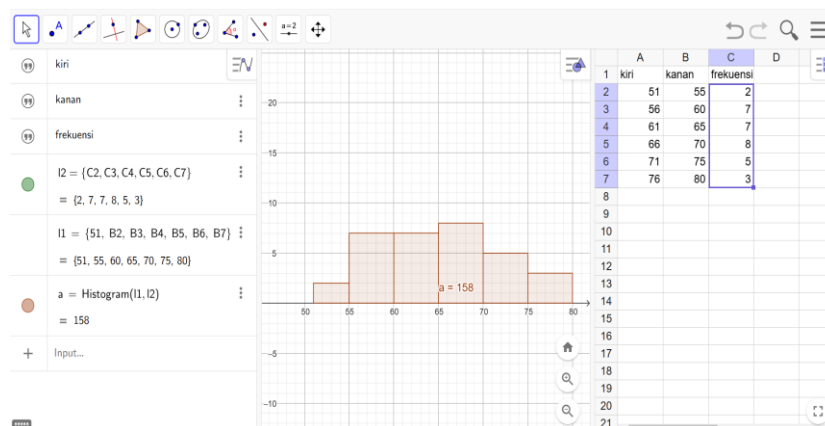 A
a=2
kiri
kanan
frekuensi
l2 = {C2, C3, C4, C5, C6, C7}
= {2, 7, 7, 8, 5, 3}
l1 = {51, B2, B3, B4, B5, B6, B7}
= {51, 55, 60, 65, 70, 75, 80}
a = Histogram(l1, l2)
= 158
+ Input...
20
15
10
5
a = 158
50 55 60 65 70 75 80
−5
−10
A B C D
1 kiri kanan frekuensi
2 51 55 2
3 56 60 7
4 61 65 7
5 66 70 8
6 71 75 5
7 76 80 3
8
9
10
11
12
13
14
15
16
17
18
19
20
21